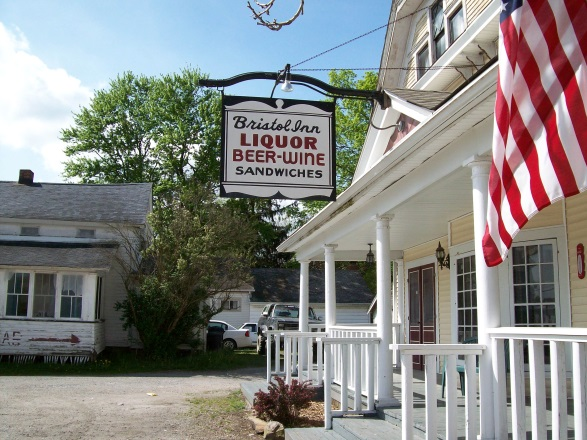 Bristol Inn
LIQUOR
BEER-WINE
SANDWICHES